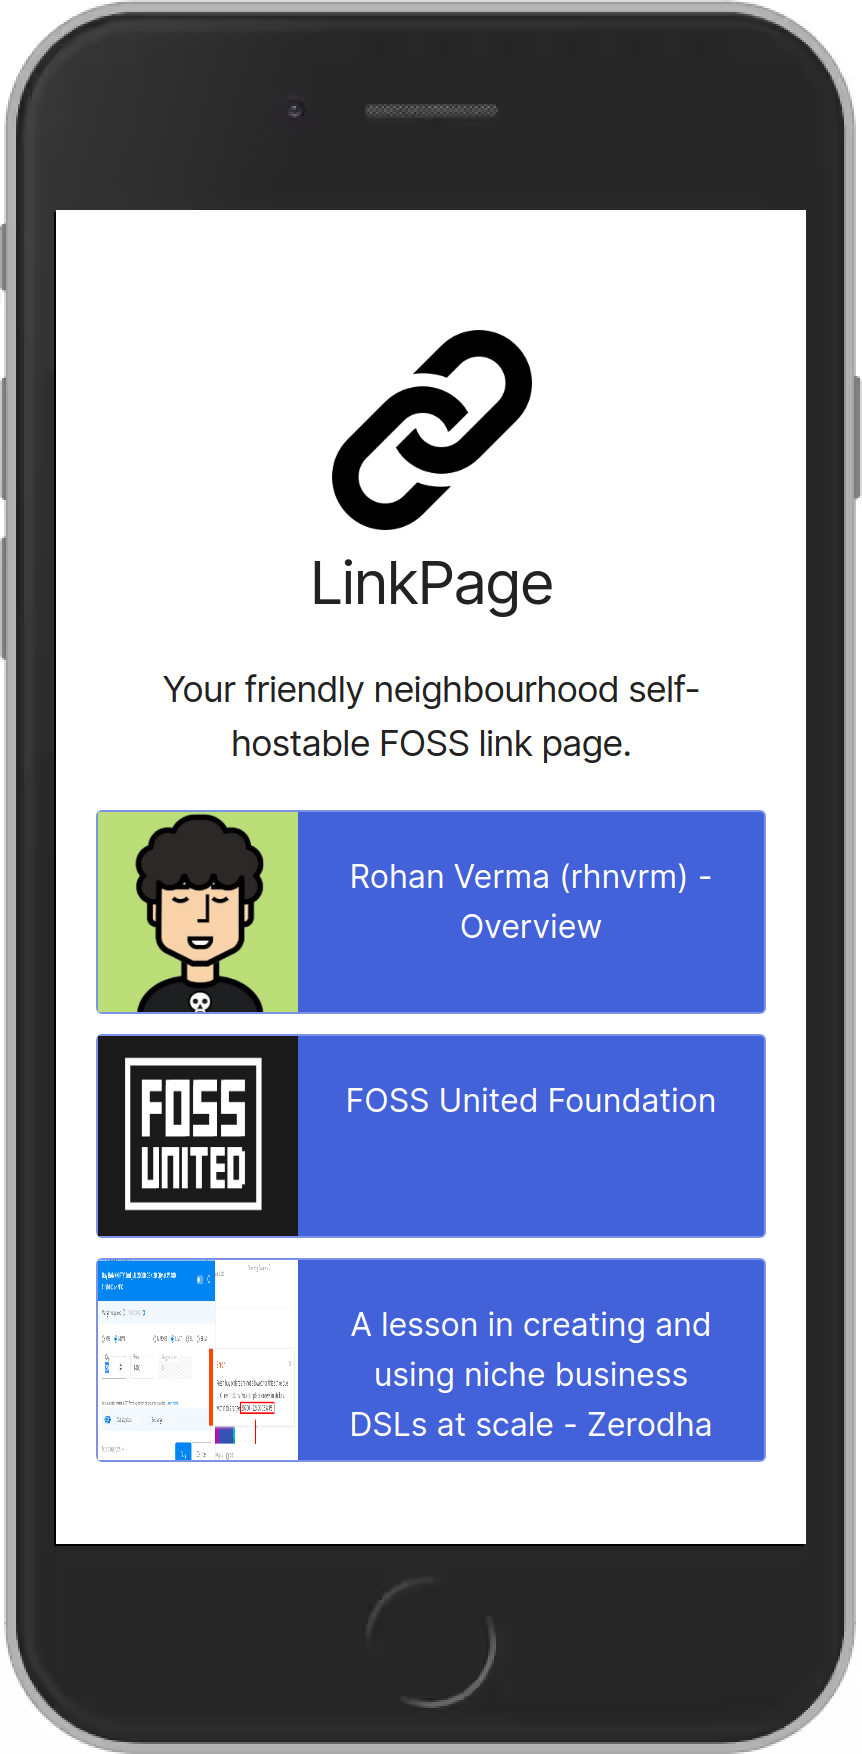 LinkPage
Your friendly neighbourhood self-
hostable FOSS link page.
Rohan Verma (rhnvrm) -
Overview
FOSS
UNITED
FOSS United Foundation
A lesson in creating and
using niche business
DSLs at scale - Zerodha
Error